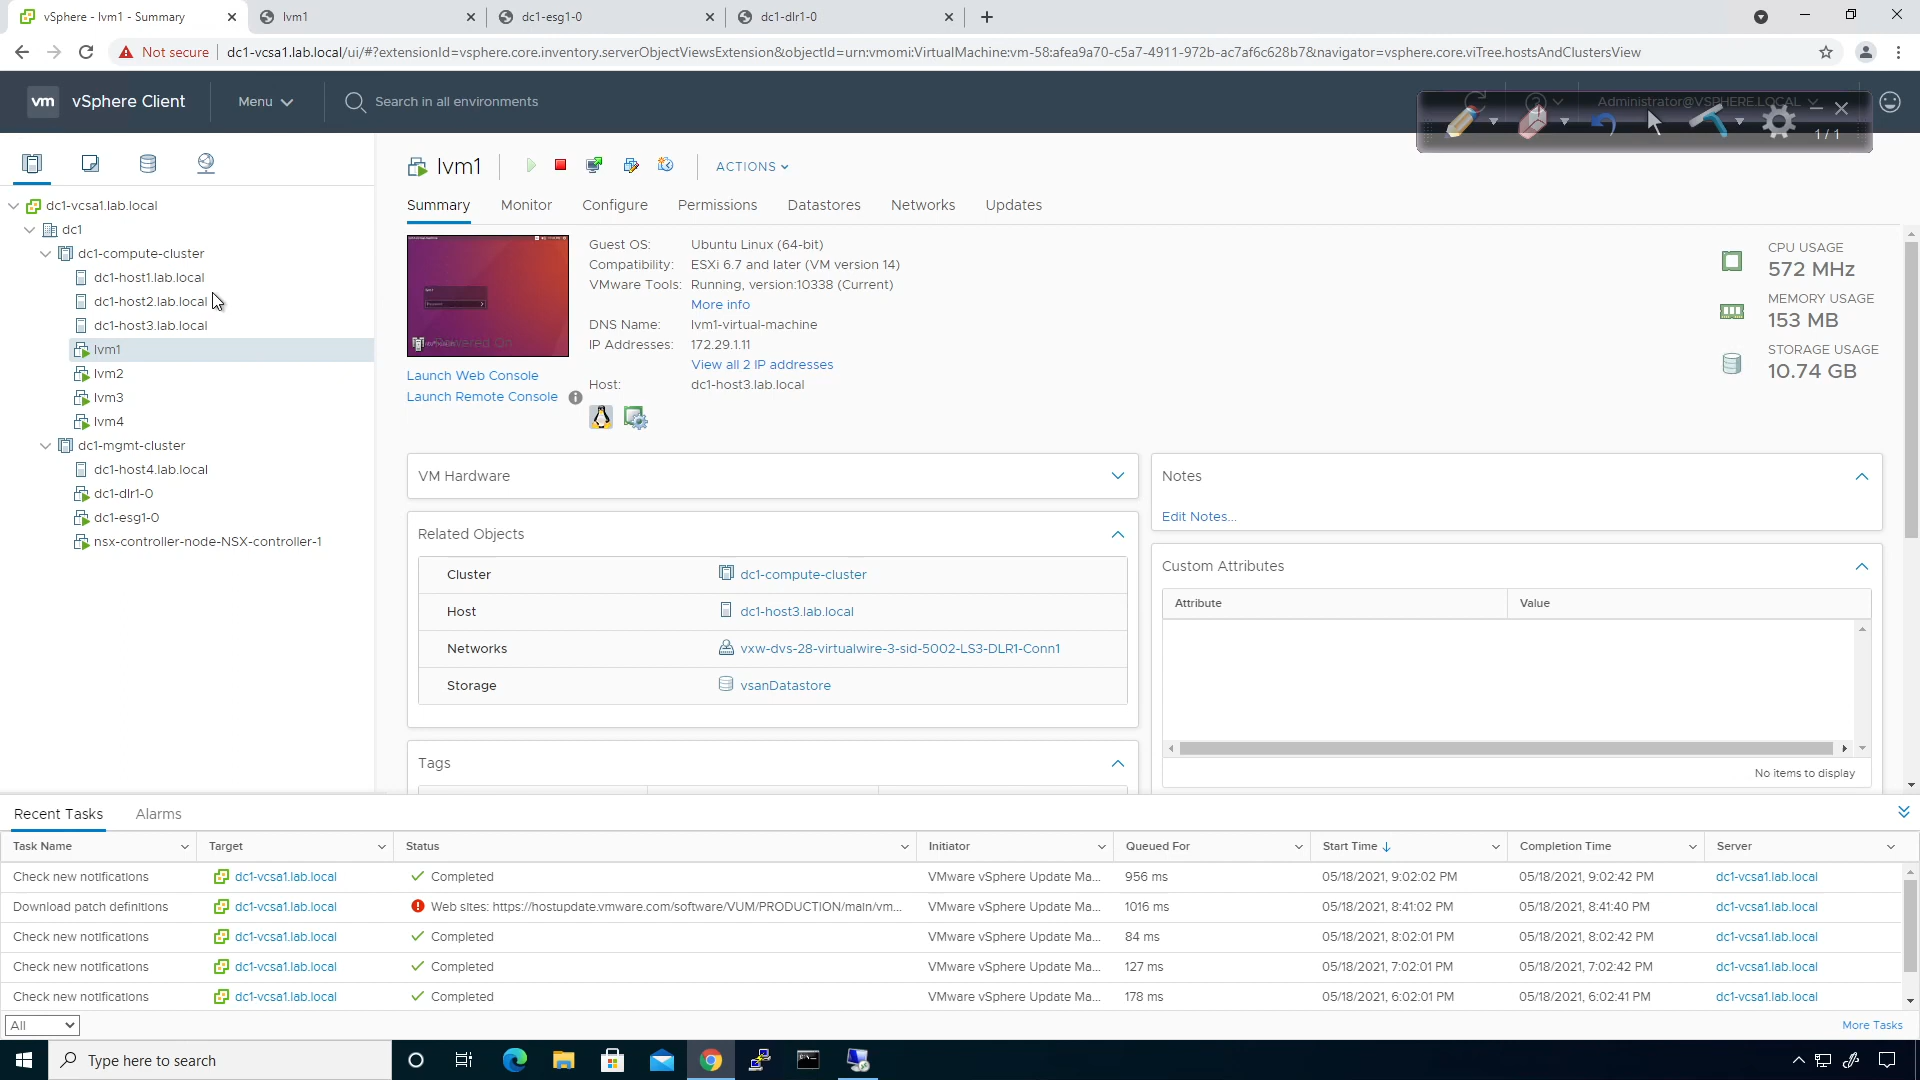 vSphere - lvm1 - Summary
lvm1
dc1-esg1-0
dc1-dlr1-0
Not secure
dc1-vcsa1.lab.local/ui/#?extensionId=vsphere.core.inventory.serverObjectViewsExtension&objectId=urn:vmomi:VirtualMachine:vm-58:afea9a70-c5a7-4911-972b-ac7af6c628b7&navigator=vsphere.core.viTree.hostsAndClustersView
vm vSphere Client
Menu
Search in all environments
Administrator@VSPHERE.LOCAL
1 / 1
dc1-vcsa1.lab.local
dc1
dc1-compute-cluster
dc1-host1.lab.local
dc1-host2.lab.local
dc1-host3.lab.local
lvm1
lvm2
lvm3
lvm4
dc1-mgmt-cluster
dc1-host4.lab.local
dc1-dlr1-0
dc1-esg1-0
nsx-controller-node-NSX-controller-1
lvm1
ACTIONS
Summary Monitor Configure Permissions Datastores Networks Updates
Powered On
Launch Web Console
Launch Remote Console
Guest OS: Ubuntu Linux (64-bit)
Compatibility: ESXi 6.7 and later (VM version 14)
VMware Tools: Running, version:10338 (Current)
More info
DNS Name: lvm1-virtual-machine
IP Addresses: 172.29.1.11
View all 2 IP addresses
Host: dc1-host3.lab.local
CPU USAGE
572 MHz
MEMORY USAGE
153 MB
STORAGE USAGE
10.74 GB
VM Hardware
Related Objects
Cluster dc1-compute-cluster
Host dc1-host3.lab.local
Networks vxw-dvs-28-virtualwire-3-sid-5002-LS3-DLR1-Conn1
Storage vsanDatastore
Tags
Notes
Edit Notes...
Custom Attributes
Attribute Value
No items to display
Recent Tasks Alarms
Task Name Target Status Initiator Queued For Start Time Completion Time Server
Check new notifications dc1-vcsa1.lab.local Completed VMware vSphere Update Ma... 956 ms 05/18/2021, 9:02:02 PM 05/18/2021, 9:02:42 PM dc1-vcsa1.lab.local
Download patch definitions dc1-vcsa1.lab.local Web sites: https://hostupdate.vmware.com/software/VUM/PRODUCTION/main/vm... VMware vSphere Update Ma... 1016 ms 05/18/2021, 8:41:02 PM 05/18/2021, 8:41:40 PM dc1-vcsa1.lab.local
Check new notifications dc1-vcsa1.lab.local Completed VMware vSphere Update Ma... 84 ms 05/18/2021, 8:02:01 PM 05/18/2021, 8:02:42 PM dc1-vcsa1.lab.local
Check new notifications dc1-vcsa1.lab.local Completed VMware vSphere Update Ma... 127 ms 05/18/2021, 7:02:01 PM 05/18/2021, 7:02:42 PM dc1-vcsa1.lab.local
Check new notifications dc1-vcsa1.lab.local Completed VMware vSphere Update Ma... 178 ms 05/18/2021, 6:02:01 PM 05/18/2021, 6:02:41 PM dc1-vcsa1.lab.local
All
More Tasks
Type here to search